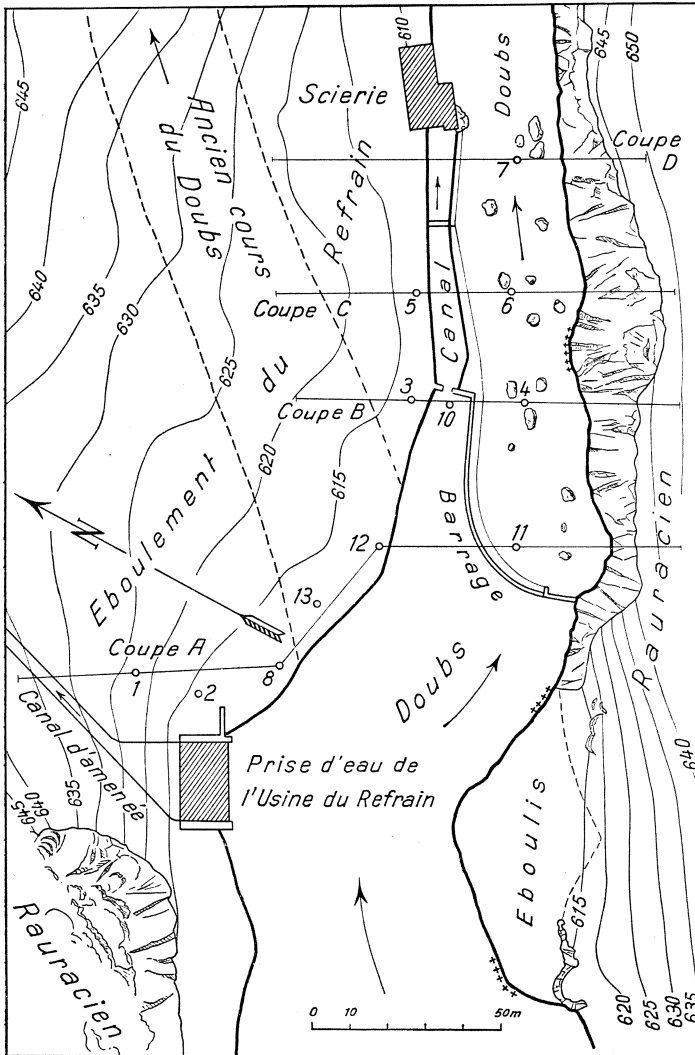 645
Ancien cours
du Doubs
610
Scierie
Doubs
645
650
Coupe
D
7
Refrain
640
635
630
625
Coupe C
5
6
Canal
Coupe B
3
10
4
du
620
615
Eboulement
N
12
11
Barrage
13
Rauracien
Coupe A
1
8
2
Doubs
Canal d'amenée
Prise d'eau de
l'Usine du Refrain
640
635
640
645
Eboulis
615
Rauracien
0 10 50m
620
625
630
635